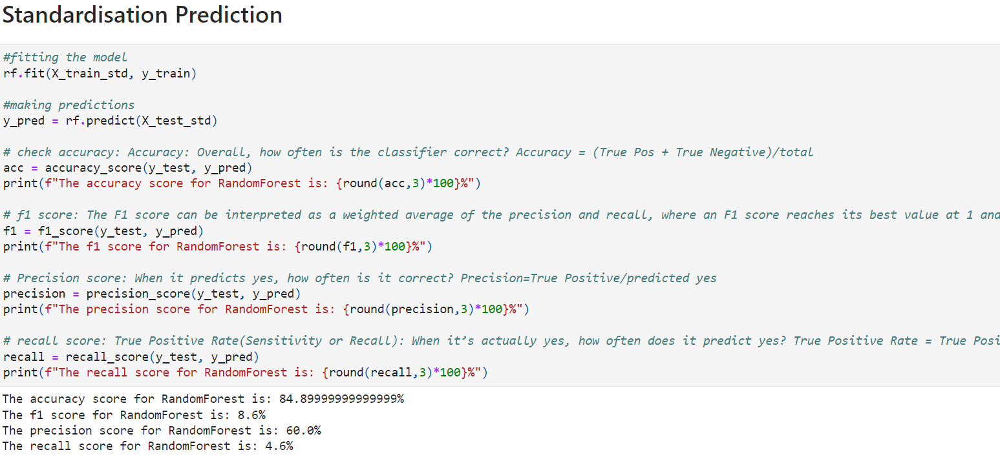 Standardisation Prediction
#fitting the model
rf.fit(X_train_std, y_train)
#making predictions
y_pred = rf.predict(X_test_std)
# check accuracy: Accuracy: Overall, how often is the classifier correct? Accuracy = (True Pos + True Negative)/total
acc = accuracy_score(y_test, y_pred)
print(f"The accuracy score for RandomForest is: {round(acc,3)*100}%")
# f1 score: The F1 score can be interpreted as a weighted average of the precision and recall, where an F1 score reaches its best value at 1 and
f1 = f1_score(y_test, y_pred)
print(f"The f1 score for RandomForest is: {round(f1,3)*100}%")
# Precision score: When it predicts yes, how often is it correct? Precision=True Positive/predicted yes
precision = precision_score(y_test, y_pred)
print(f"The precision score for RandomForest is: {round(precision,3)*100}%")
# recall score: True Positive Rate(Sensitivity or Recall): When it’s actually yes, how often does it predict yes? True Positive Rate = True Posi
recall = recall_score(y_test, y_pred)
print(f"The recall score for RandomForest is: {round(recall,3)*100}%")
The accuracy score for RandomForest is: 84.89999999999999%
The f1 score for RandomForest is: 8.6%
The precision score for RandomForest is: 60.0%
The recall score for RandomForest is: 4.6%